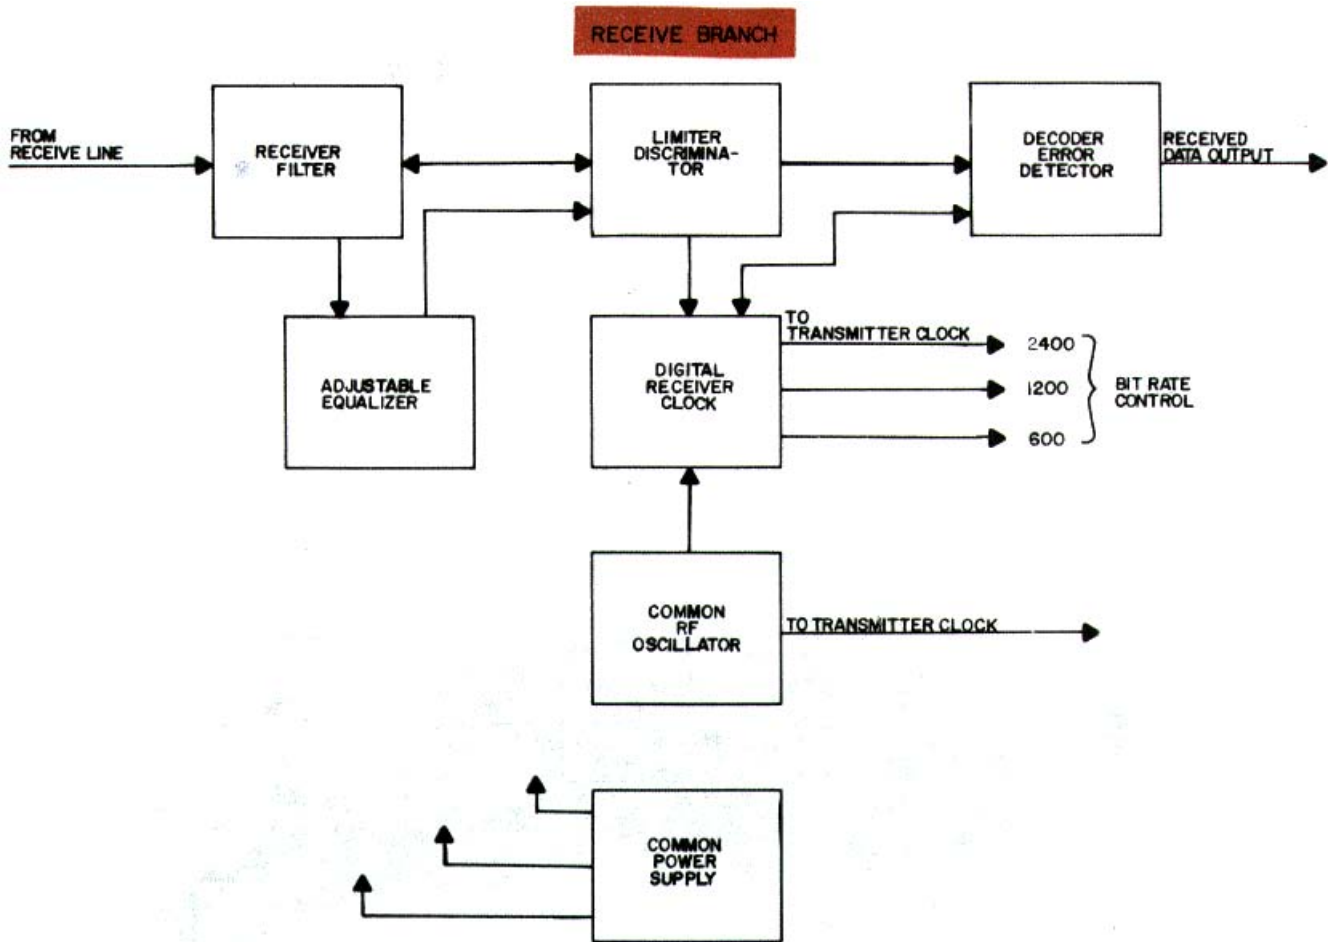 RECEIVE BRANCH
FROM
RECEIVE LINE
RECEIVER
FILTER
LIMITER
DISCRIMINA-
TOR
DECODER
ERROR
DETECTOR
RECEIVED
DATA OUTPUT
ADJUSTABLE
EQUALIZER
DIGITAL
RECEIVER
CLOCK
TO
TRANSMITTER CLOCK
2400
1200
600
BIT RATE
CONTROL
COMMON
RF
OSCILLATOR
TO TRANSMITTER CLOCK
COMMON
POWER
SUPPLY